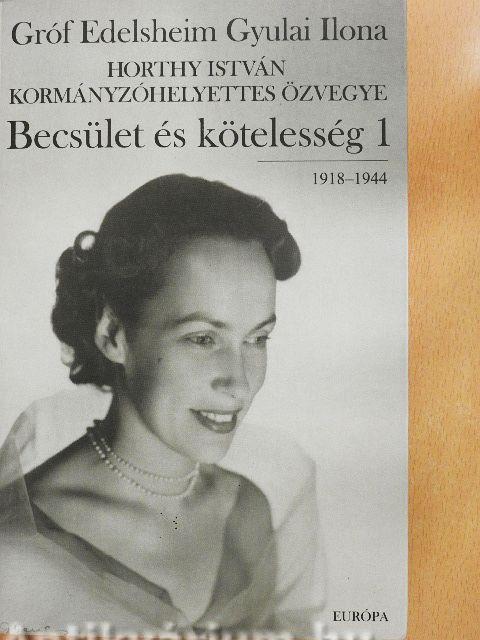 Gróf Edelsheim Gyulai Ilona
HORTHY ISTVÁN
KORMÁNYZÓHELYETTES ÖZVEGYE
Becsület és kötelesség 1
1918–1944
EURÓPA